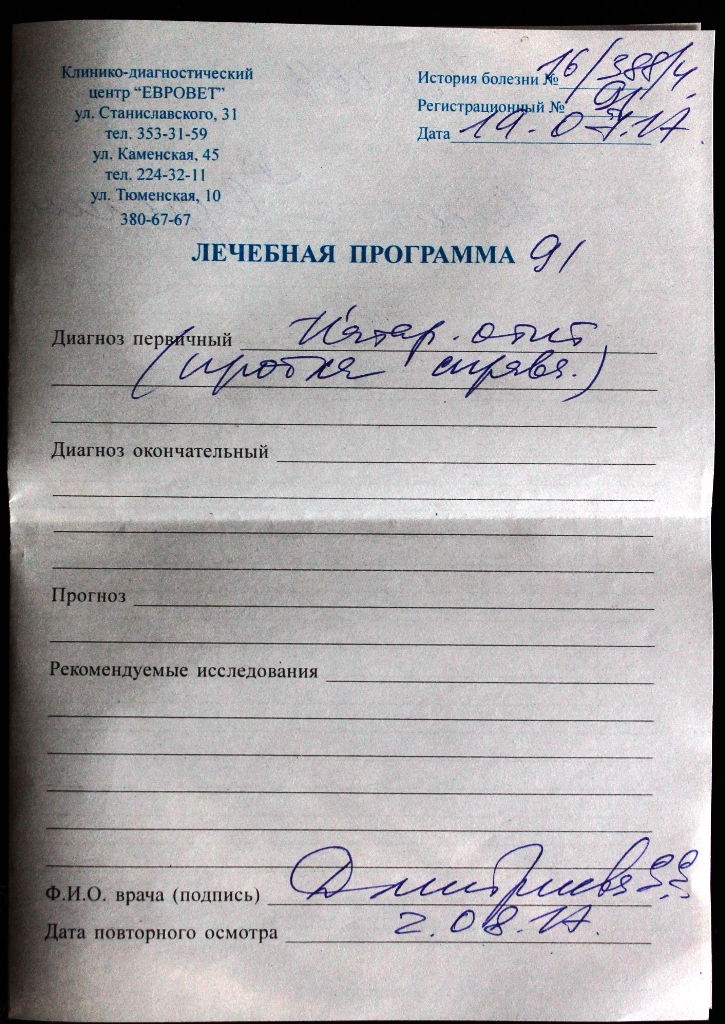 Клинико-диагностический
центр “ЕВРОВЕТ”
ул. Станиславского, 31
тел. 353-31-59
ул. Каменская, 45
тел. 224-32-11
ул. Тюменская, 10
380-67-67
История болезни № 16/388/4
Регистрационный № 91
Дата 19.07.17
ЛЕЧЕБНАЯ ПРОГРАММА 91
Диагноз первичный Катар. отит
(пробка справа.)
Диагноз окончательный
Прогноз
Рекомендуемые исследования
Ф.И.О. врача (подпись) Дмитриева
Дата повторного осмотра 2.08.17.